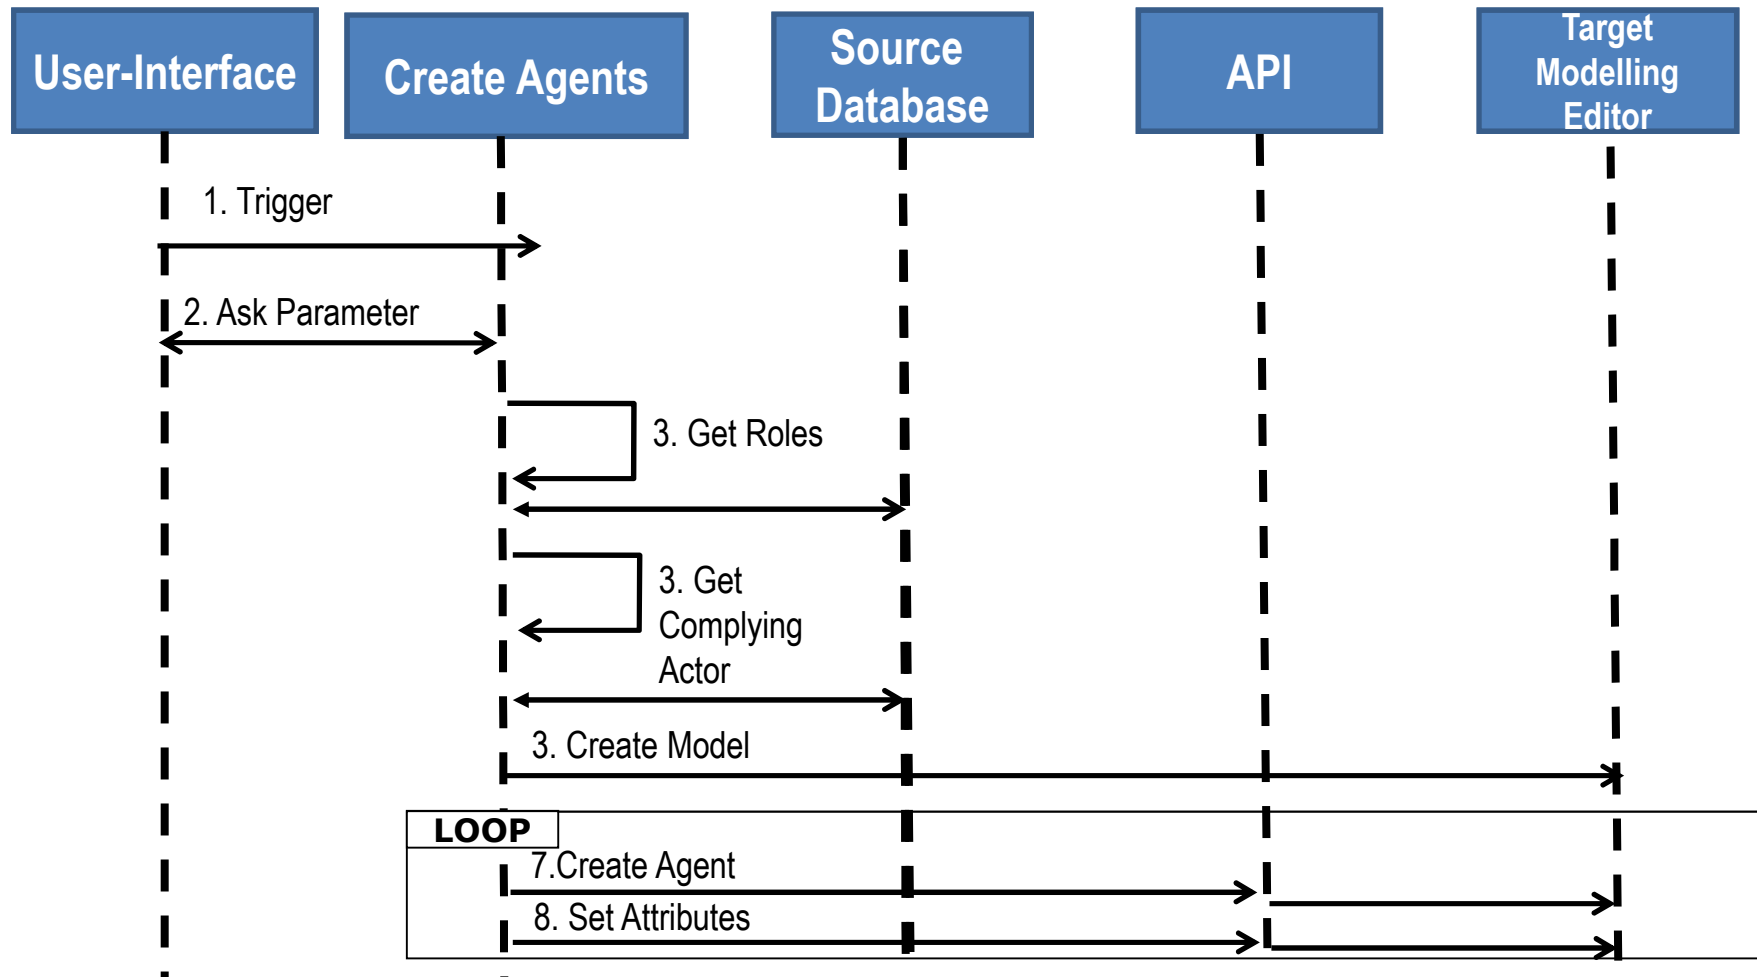 User-Interface
Create Agents
Source
Database
API
Target
Modelling
Editor
1. Trigger
2. Ask Parameter
3. Get Roles
3. Get
Complying
Actor
3. Create Model
LOOP
7.Create Agent
8. Set Attributes